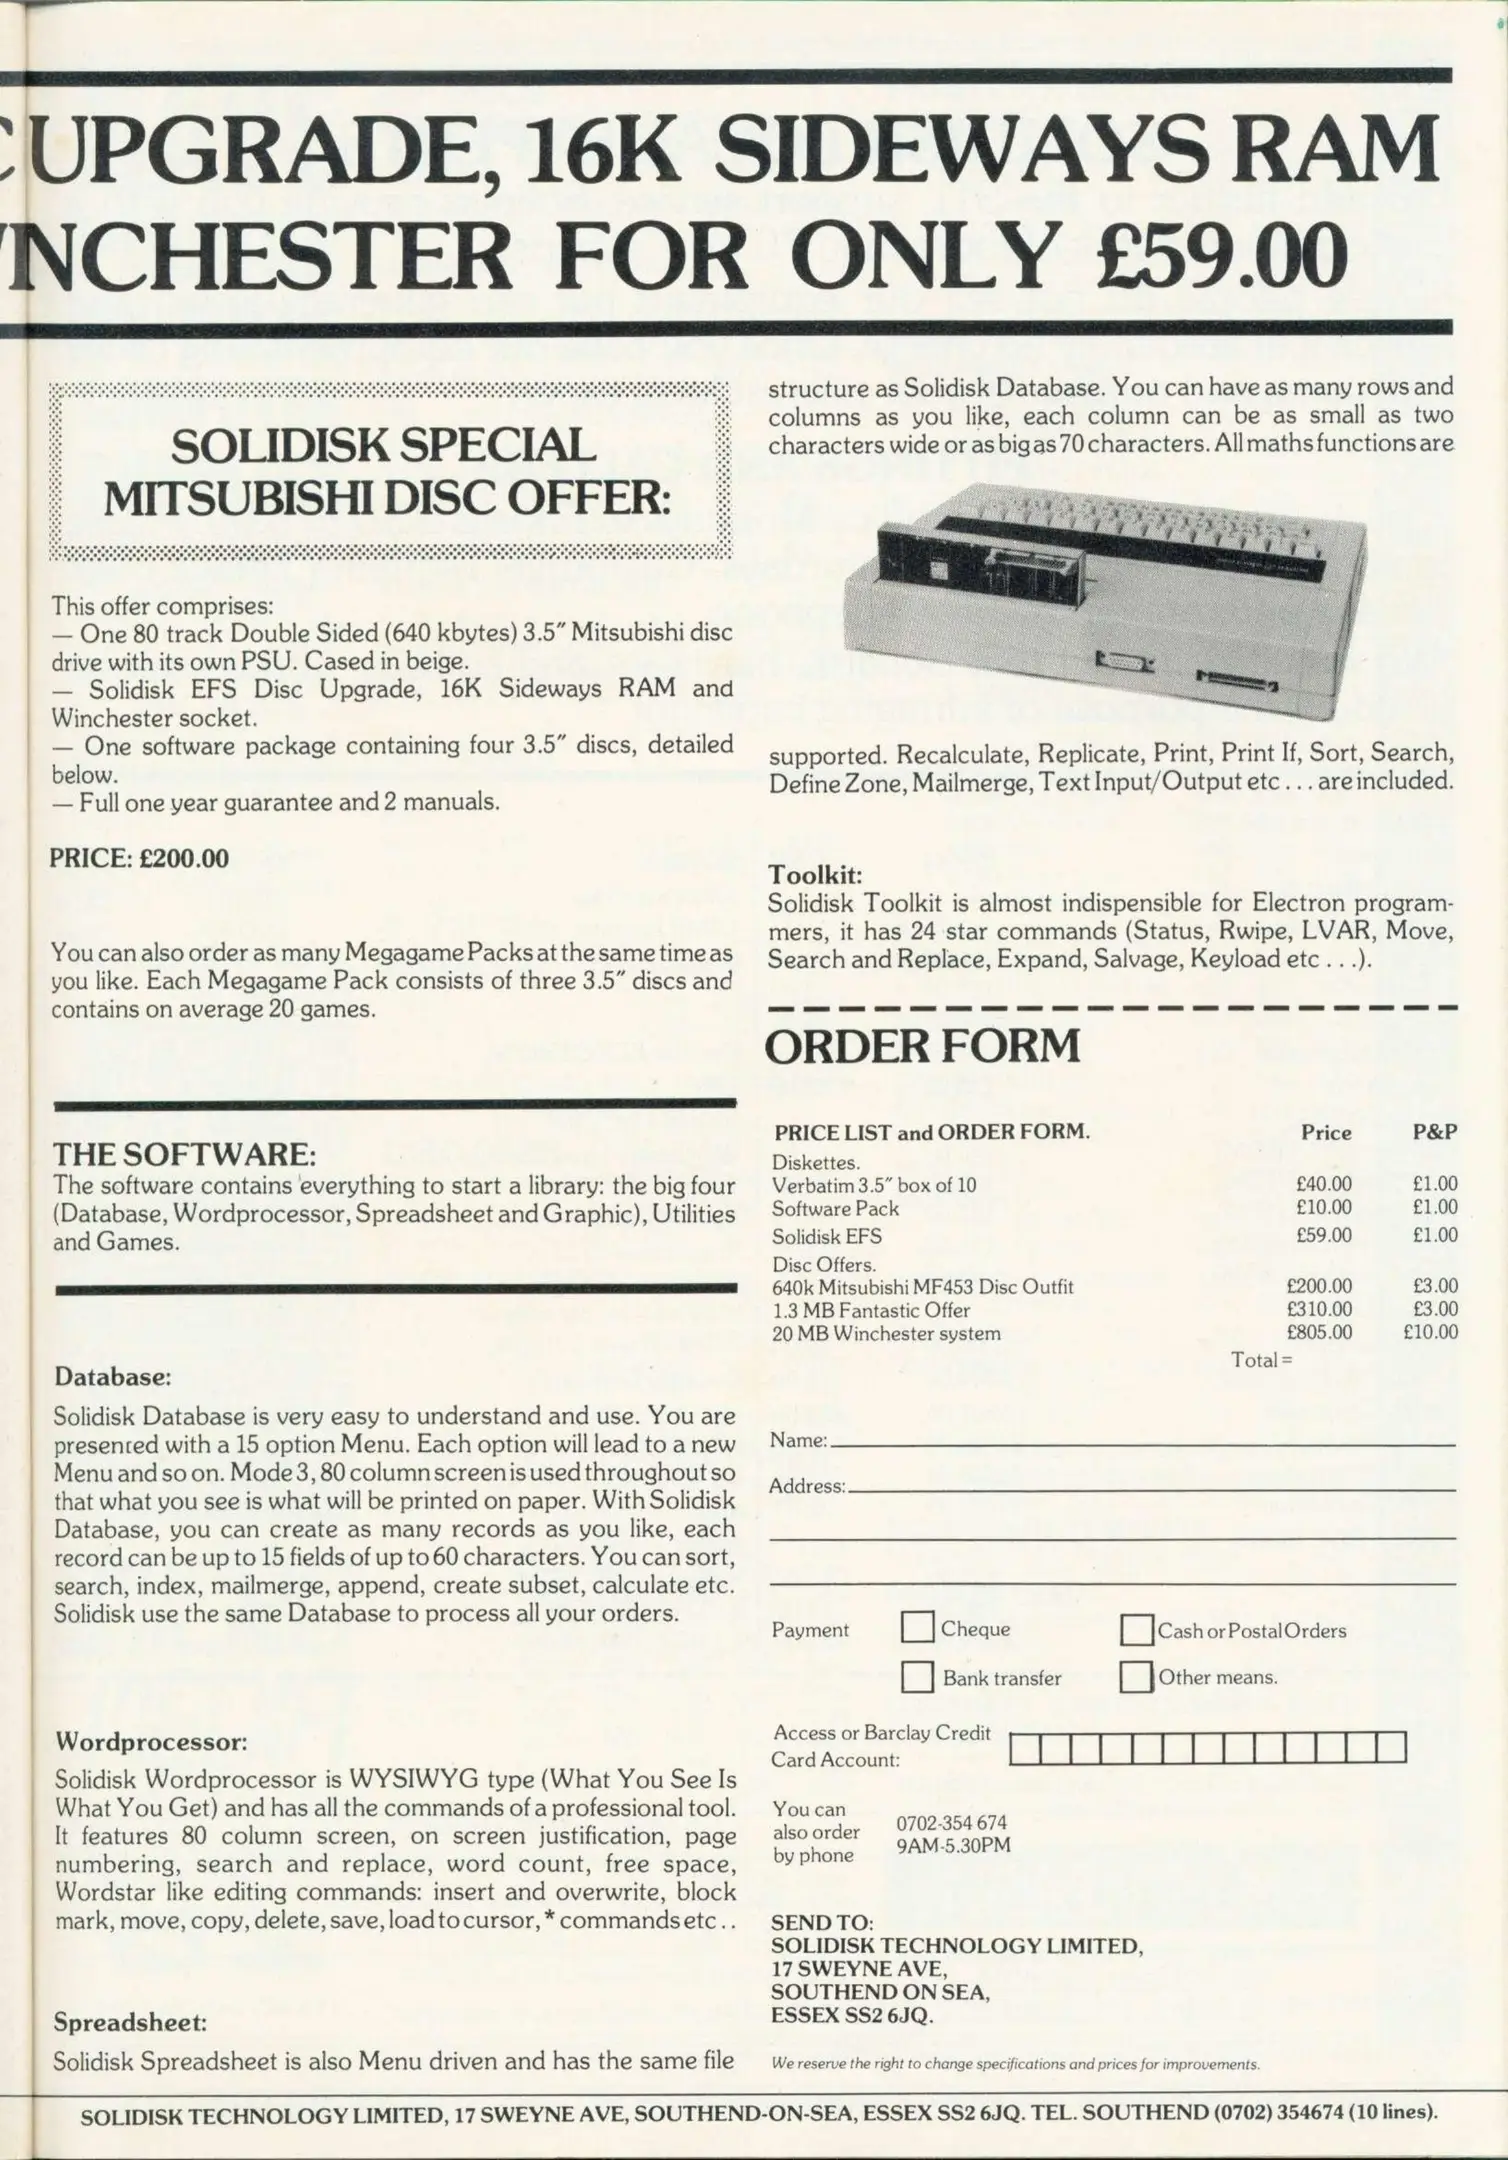 UPGRADE, 16K SIDEWAYS RAM
INCHESTER FOR ONLY £59.00
SOLIDISK SPECIAL
MITSUBISHI DISC OFFER:
This offer comprises:
— One 80 track Double Sided (640 kbytes) 3.5″ Mitsubishi disc
drive with its own PSU. Cased in beige.
— Solidisk EFS Disc Upgrade, 16K Sideways RAM and
Winchester socket.
— One software package containing four 3.5″ discs, detailed
below.
— Full one year guarantee and 2 manuals.
PRICE: £200.00
You can also order as many Megagame Packs at the same time as
you like. Each Megagame Pack consists of three 3.5″ discs and
contains on average 20 games.
THE SOFTWARE:
The software contains everything to start a library: the big four
(Database, Wordprocessor, Spreadsheet and Graphic), Utilities
and Games.
Database:
Solidisk Database is very easy to understand and use. You are
presented with a 15 option Menu. Each option will lead to a new
Menu and so on. Mode 3, 80 column screen is used throughout so
that what you see is what will be printed on paper. With Solidisk
Database, you can create as many records as you like, each
record can be up to 15 fields of up to 60 characters. You can sort,
search, index, mailmerge, append, create subset, calculate etc.
Solidisk use the same Database to process all your orders.
Wordprocessor:
Solidisk Wordprocessor is WYSIWYG type (What You See Is
What You Get) and has all the commands of a professional tool.
It features 80 column screen, on screen justification, page
numbering, search and replace, word count, free space,
Wordstar like editing commands: insert and overwrite, block
mark, move, copy, delete, save, load to cursor, * commands etc . .
Spreadsheet:
Solidisk Spreadsheet is also Menu driven and has the same file
structure as Solidisk Database. You can have as many rows and
columns as you like, each column can be as small as two
characters wide or as big as 70 characters. All maths functions are
supported. Recalculate, Replicate, Print, Print If, Sort, Search,
Define Zone, Mailmerge, Text Input/Output etc . . . are included.
Toolkit:
Solidisk Toolkit is almost indispensible for Electron program-
mers, it has 24 star commands (Status, Rwipe, LVAR, Move,
Search and Replace, Expand, Salvage, Keyload etc . . .).
ORDER FORM
PRICE LIST and ORDER FORM. Price P&P
Diskettes.
Verbatim 3.5″ box of 10 £40.00 £1.00
Software Pack £10.00 £1.00
Solidisk EFS £59.00 £1.00
Disc Offers.
640k Mitsubishi MF453 Disc Outfit £200.00 £3.00
1.3 MB Fantastic Offer £310.00 £3.00
20 MB Winchester system £805.00 £10.00
Total =
Name:
Address:
Payment Cheque Cash or Postal Orders
Bank transfer Other means.
Access or Barclay Credit
Card Account:
You can
also order
by phone
0702-354 674
9AM-5.30PM
SEND TO:
SOLIDISK TECHNOLOGY LIMITED,
17 SWEYNE AVE,
SOUTHEND ON SEA,
ESSEX SS2 6JQ.
We reserve the right to change specifications and prices for improvements.
SOLIDISK TECHNOLOGY LIMITED, 17 SWEYNE AVE, SOUTHEND-ON-SEA, ESSEX SS2 6JQ. TEL. SOUTHEND (0702) 354674 (10 lines).